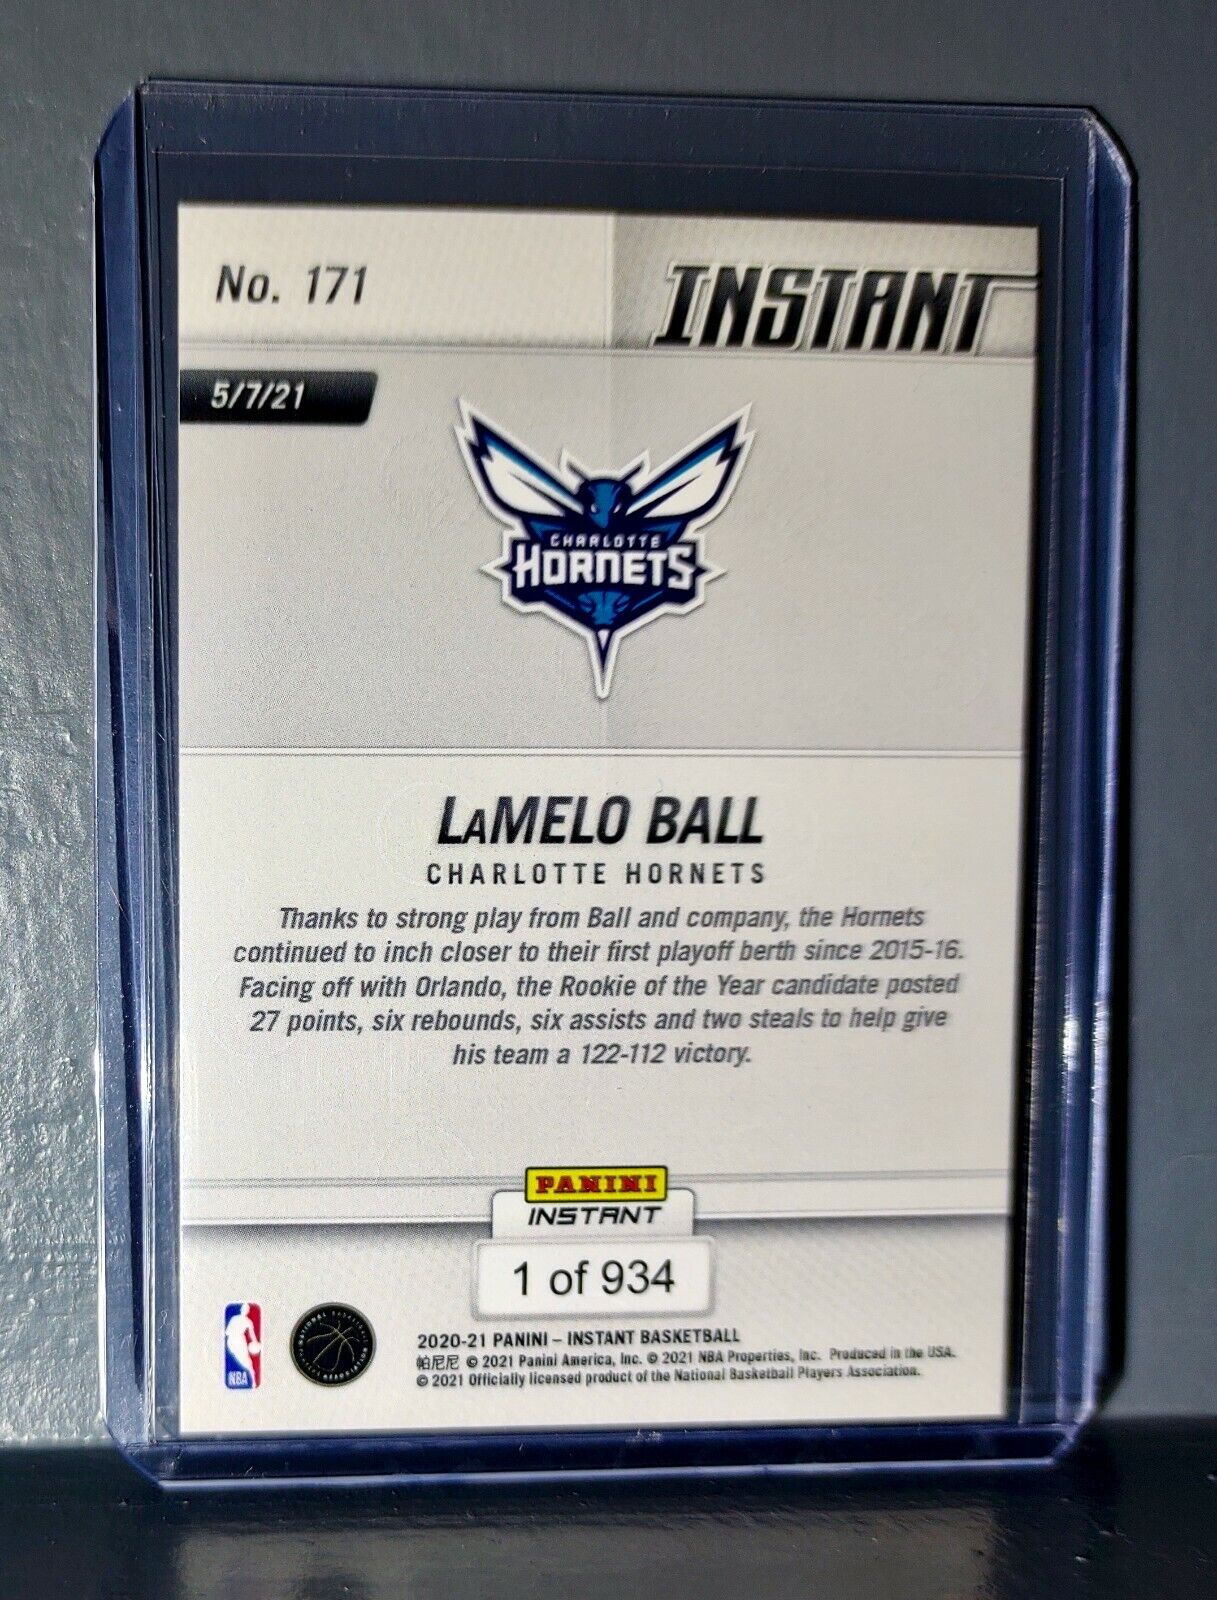 No. 171
INSTANT
5/7/21
CHARLOTTE
HORNETS
LaMELO BALL
CHARLOTTE HORNETS
Thanks to strong play from Ball and company, the Hornets
continued to inch closer to their first playoff berth since 2015-16.
Facing off with Orlando, the Rookie of the Year candidate posted
27 points, six rebounds, six assists and two steals to help give
his team a 122-112 victory.
PANINI
INSTANT
1 of 934
NBA
NATIONAL BASKETBALL PLAYERS ASSOCIATION
2020-21 PANINI – INSTANT BASKETBALL
帕尼尼 © 2021 Panini America, Inc. © 2021 NBA Properties, Inc. Produced in the USA.
© 2021 Officially licensed product of the National Basketball Players Association.